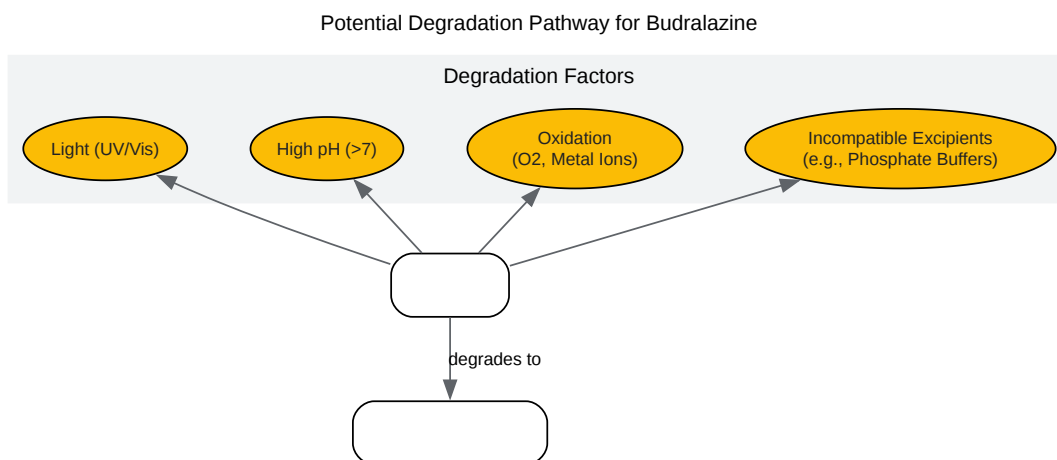 Potential Degradation Pathway for Budralazine
Degradation Factors
Light (UV/Vis)
High pH (>7)
Oxidation
(O2, Metal Ions)
Incompatible Excipients
(e.g., Phosphate Buffers)
degrades to